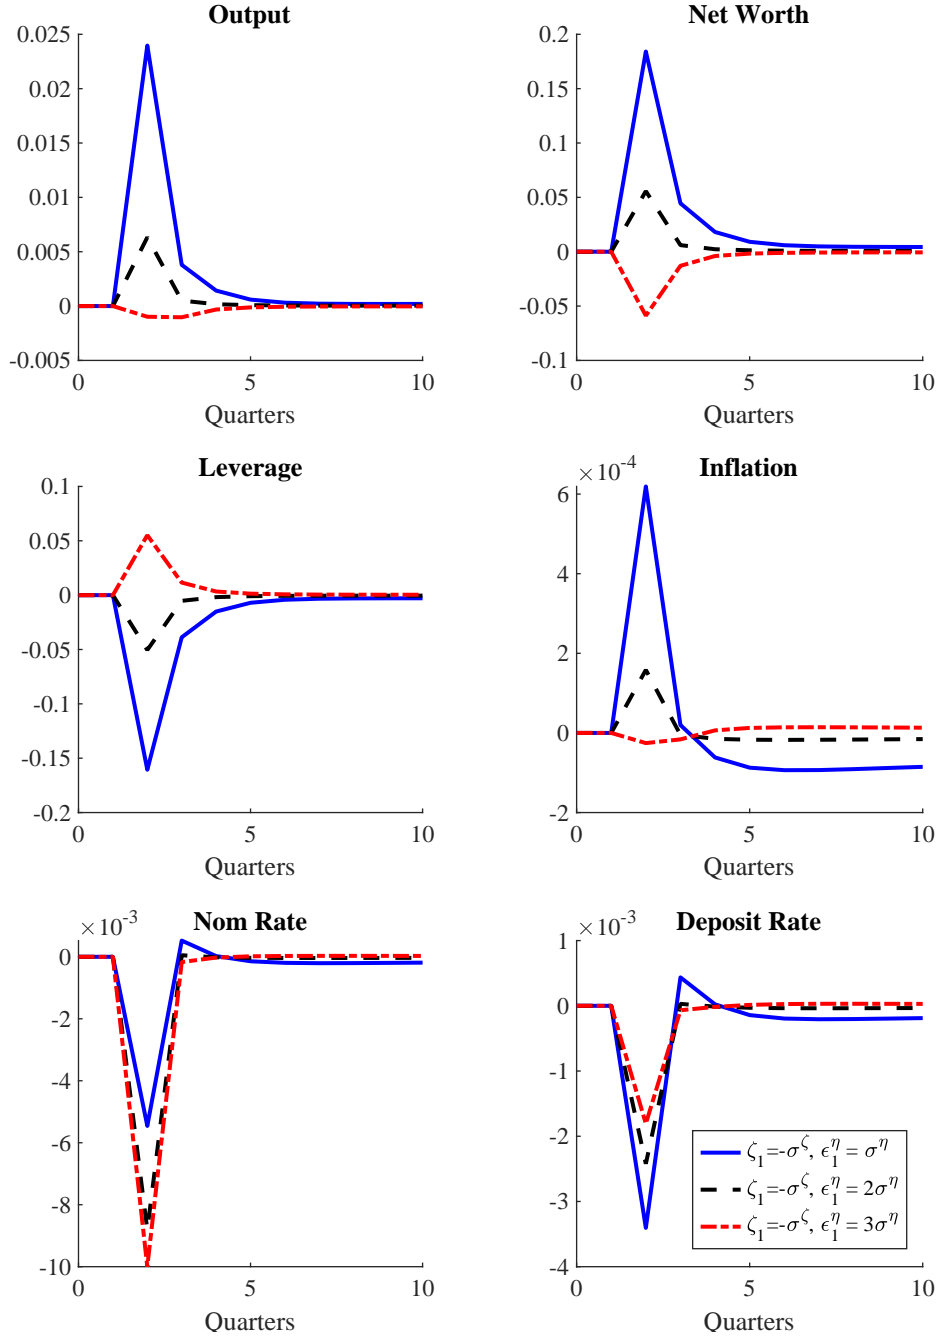 Output
0.025
0.02
0.015
0.01
0.005
0
-0.005
0 5 10
Quarters
Net Worth
0.2
0.15
0.1
0.05
0
-0.05
-0.1
0 5 10
Quarters
Leverage
0.1
0.05
0
-0.05
-0.1
-0.15
-0.2
0 5 10
Quarters
Inflation
×10⁻⁴
6
4
2
0
-2
0 5 10
Quarters
Nom Rate
×10⁻³
0
-2
-4
-6
-8
-10
0 5 10
Quarters
Deposit Rate
×10⁻³
1
0
-1
-2
-3
-4
0 5 10
Quarters
ζ₁=-σ^ζ, ϵ₁^η = σ^η
ζ₁=-σ^ζ, ϵ₁^η = 2σ^η
ζ₁=-σ^ζ, ϵ₁^η = 3σ^η